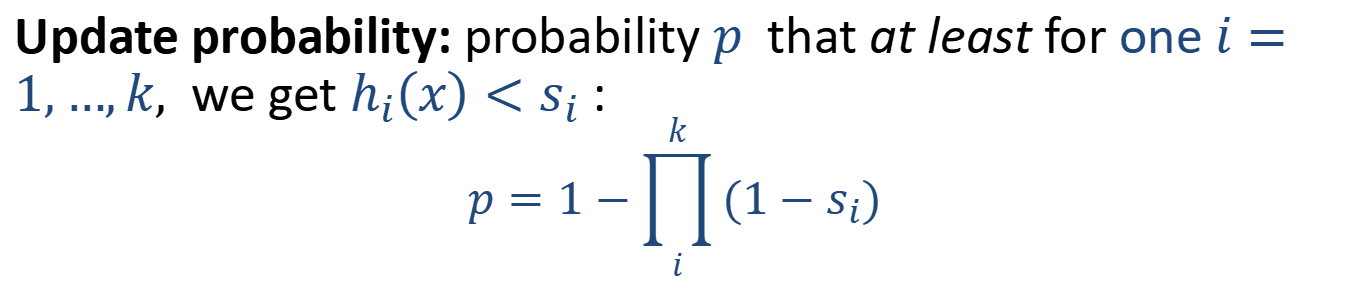 Update probability: probability p that at least for one i =
1, …, k, we get hᵢ(x) < sᵢ :
k
p = 1 − ∏ (1 − sᵢ)
i